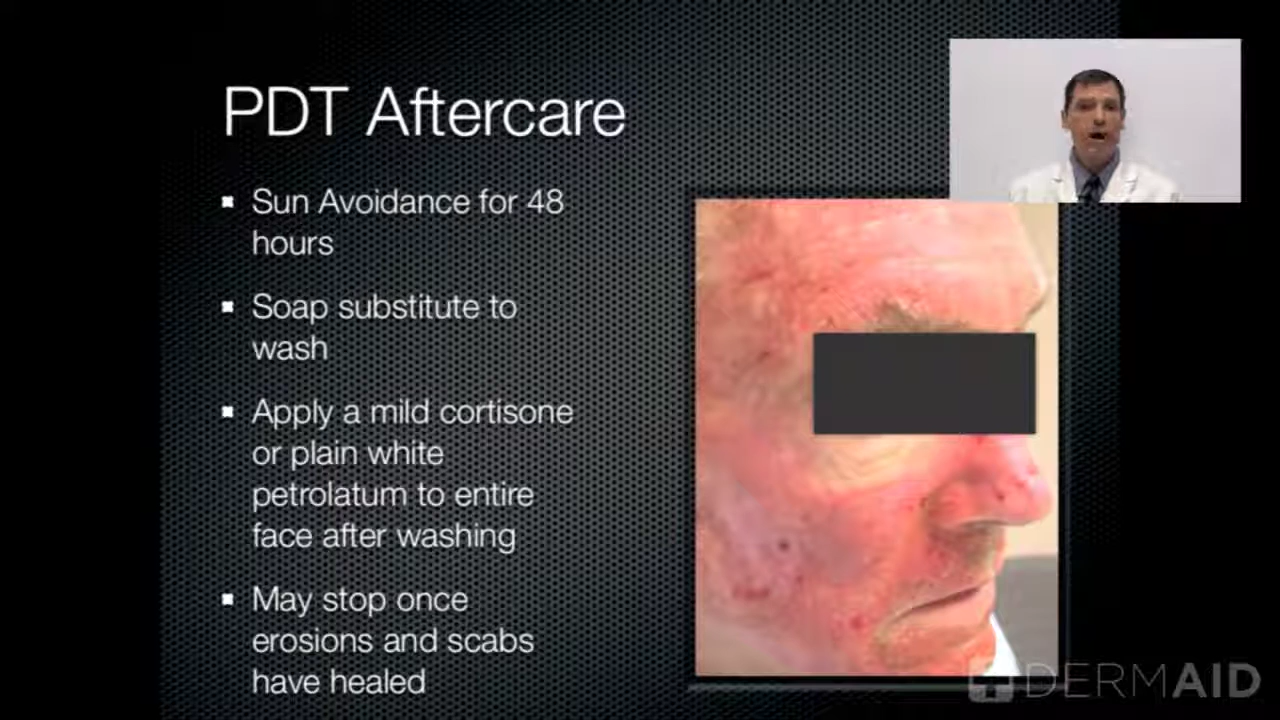 PDT Aftercare
Sun Avoidance for 48
hours
Soap substitute to
wash
Apply a mild cortisone
or plain white
petrolatum to entire
face after washing
May stop once
erosions and scabs
have healed
DERMAID